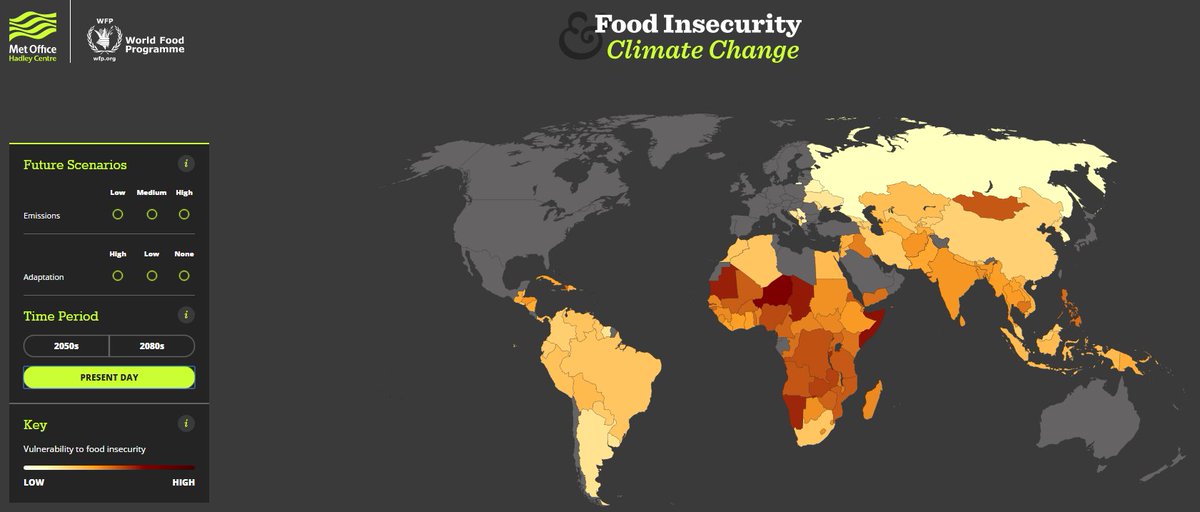 Met Office
Hadley Centre
WFP
wfp.org
World Food
Programme
& Food Insecurity
Climate Change
Future Scenarios
i
Low Medium High
Emissions
High Low None
Adaptation
Time Period
i
2050s 2080s
PRESENT DAY
Key
i
Vulnerability to food insecurity
LOW HIGH